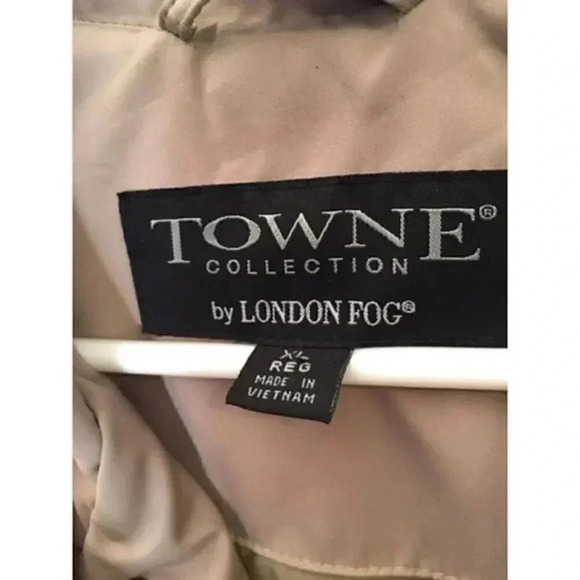 TOWNE®
COLLECTION
by LONDON FOG®
XL
REG
MADE IN
VIETNAM